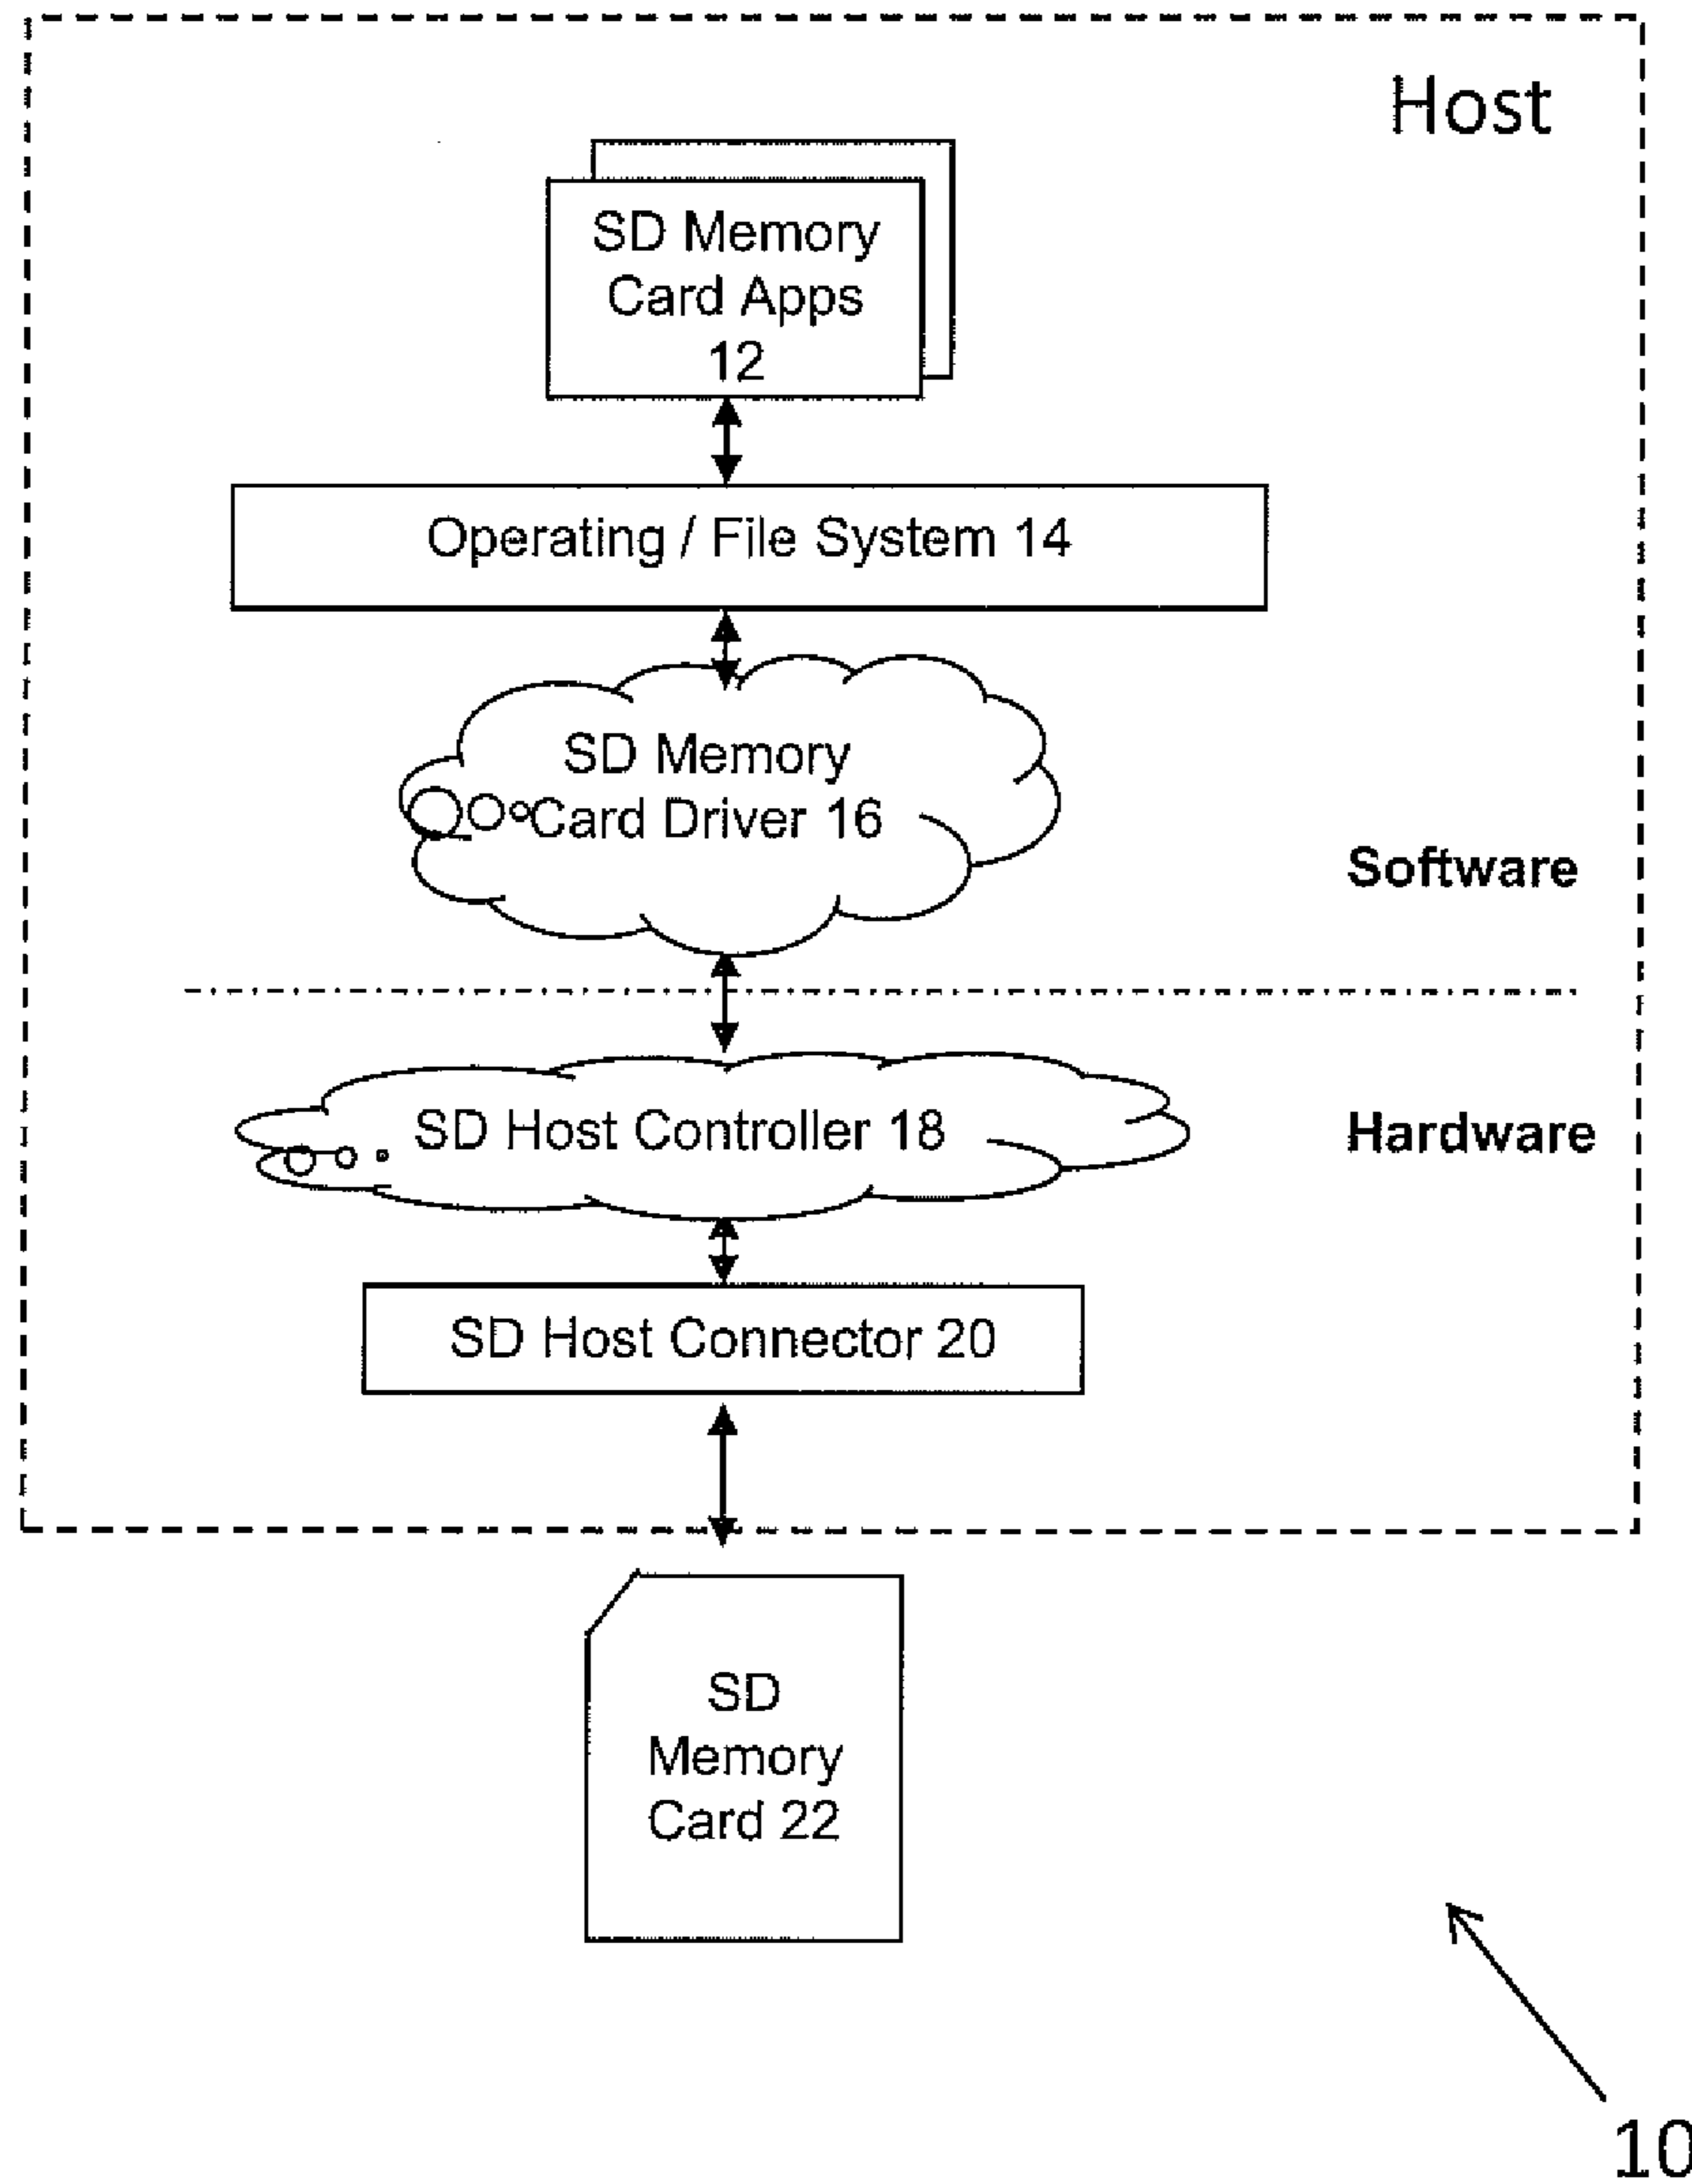 Host
SD Memory
Card Apps
12
Operating / File System 14
SD Memory
Card Driver 16
Software
SD Host Controller 18
Hardware
SD Host Connector 20
SD
Memory
Card 22
10